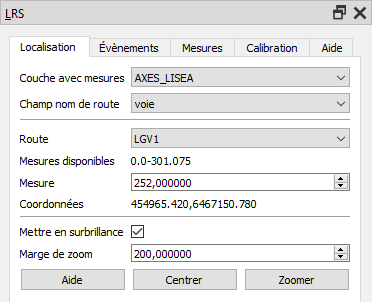 LRS
Localisation Évènements Mesures Calibration Aide
Couche avec mesures AXES_LISEA
Champ nom de route voie
Route LGV1
Mesures disponibles 0.0-301.075
Mesure 252,000000
Coordonnées 454965.420,6467150.780
Mettre en surbrillance
Marge de zoom 200,000000
Aide Centrer Zoomer